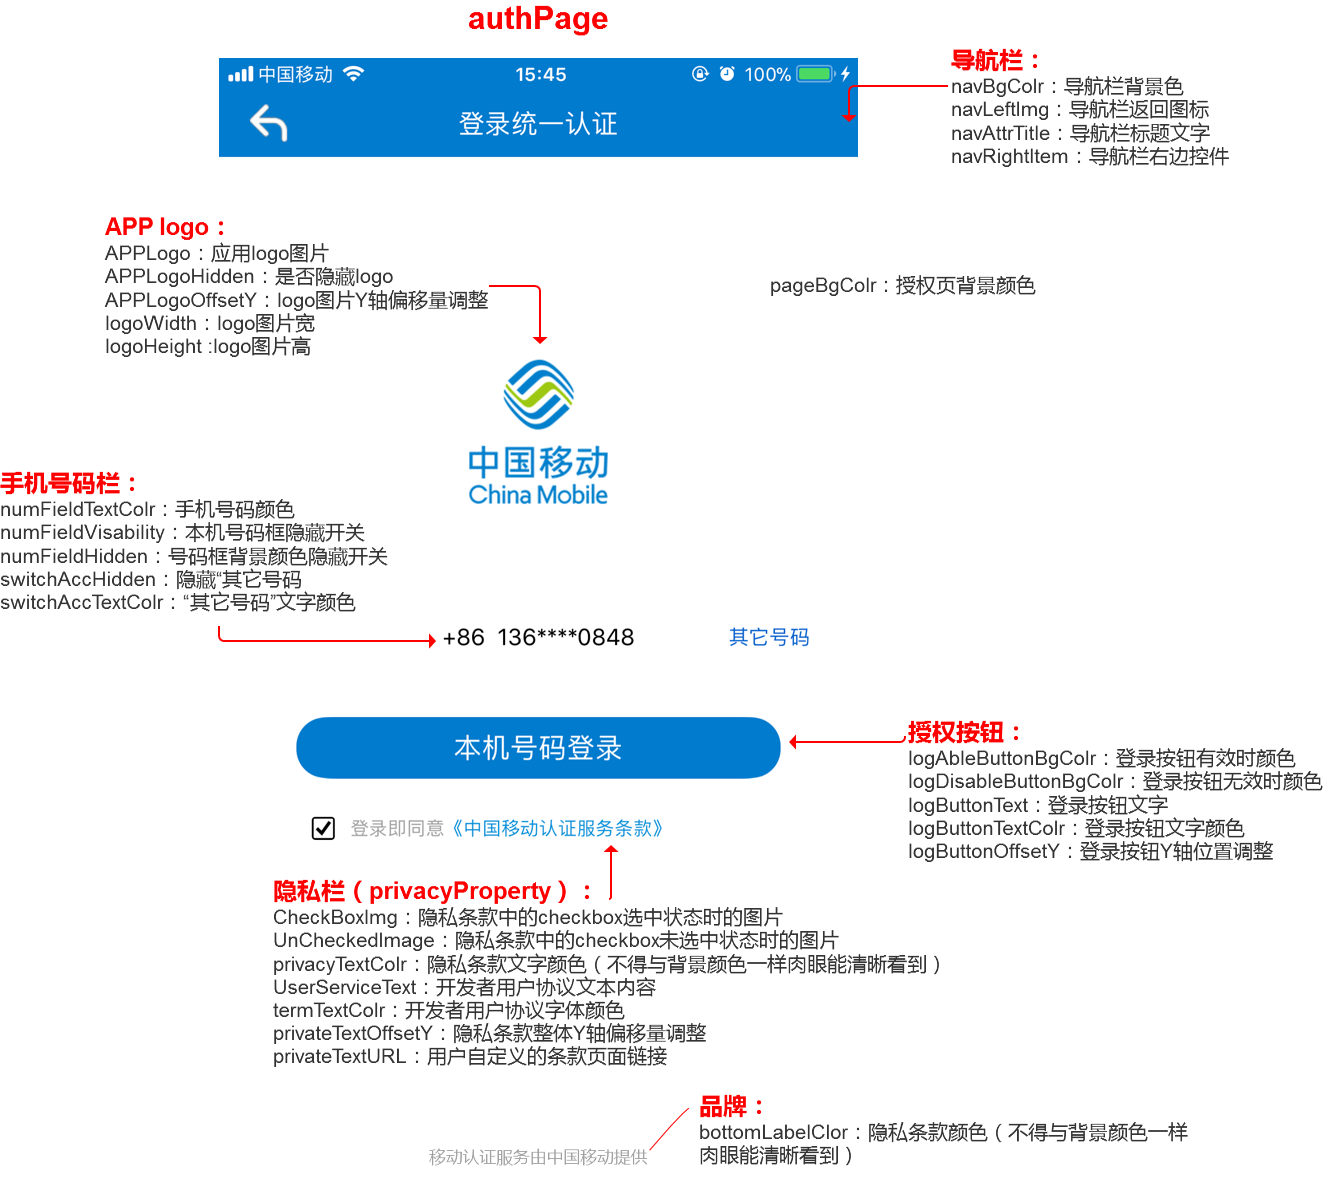 authPage
中国移动
15:45
100%
登录统一认证
导航栏：
navBgColr：导航栏背景色
navLeftImg：导航栏返回图标
navAttrTitle：导航栏标题文字
navRightItem：导航栏右边控件
APP logo：
APPLogo：应用logo图片
APPLogoHidden：是否隐藏logo
APPLogoOffsetY：logo图片Y轴偏移量调整
logoWidth：logo图片宽
logoHeight :logo图片高
pageBgColr：授权页背景颜色
中国移动
China Mobile
手机号码栏：
numFieldTextColr：手机号码颜色
numFieldVisability：本机号码框隐藏开关
numFieldHidden：号码框背景颜色隐藏开关
switchAccHidden：隐藏“其它号码
switchAccTextColr：“其它号码”文字颜色
+86 136****0848
其它号码
本机号码登录
授权按钮：
logAbleButtonBgColr：登录按钮有效时颜色
logDisableButtonBgColr：登录按钮无效时颜色
logButtonText：登录按钮文字
logButtonTextColr：登录按钮文字颜色
logButtonOffsetY：登录按钮Y轴位置调整
登录即同意《中国移动认证服务条款》
隐私栏（privacyProperty）：
CheckBoxImg：隐私条款中的checkbox选中状态时的图片
UnCheckedImage：隐私条款中的checkbox未选中状态时的图片
privacyTextColr：隐私条款文字颜色（不得与背景颜色一样肉眼能清晰看到）
UserServiceText：开发者用户协议文本内容
termTextColr：开发者用户协议字体颜色
privateTextOffsetY：隐私条款整体Y轴偏移量调整
privateTextURL：用户自定义的条款页面链接
品牌：
bottomLabelClor：隐私条款颜色（不得与背景颜色一样
肉眼能清晰看到）
移动认证服务由中国移动提供